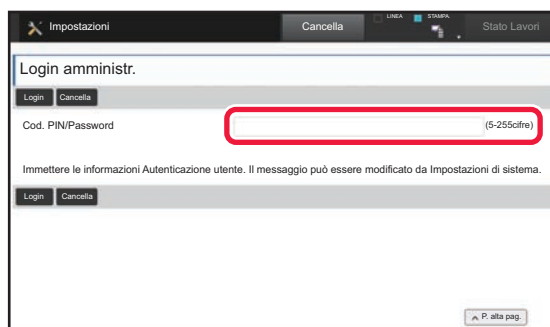 Impostazioni
Cancella
LINEA
STAMPA.
Stato Lavori
Login amministr.
Login Cancella
Cod. PIN/Password
(5-255cifre)
Immettere le informazioni Autenticazione utente. Il messaggio può essere modificato da Impostazioni di sistema.
Login Cancella
P. alta pag.